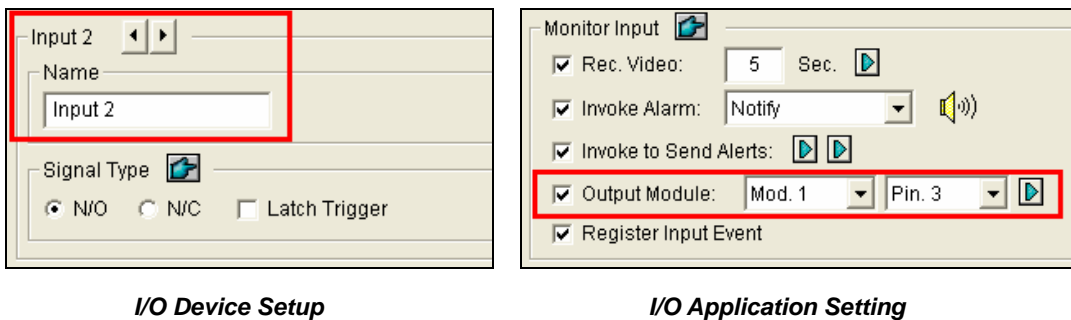 Input 2
Name
Input 2
Signal Type
N/O N/C Latch Trigger
I/O Device Setup
Monitor Input
Rec. Video: 5 Sec.
Invoke Alarm: Notify
Invoke to Send Alerts:
Output Module: Mod. 1 Pin. 3
Register Input Event
I/O Application Setting